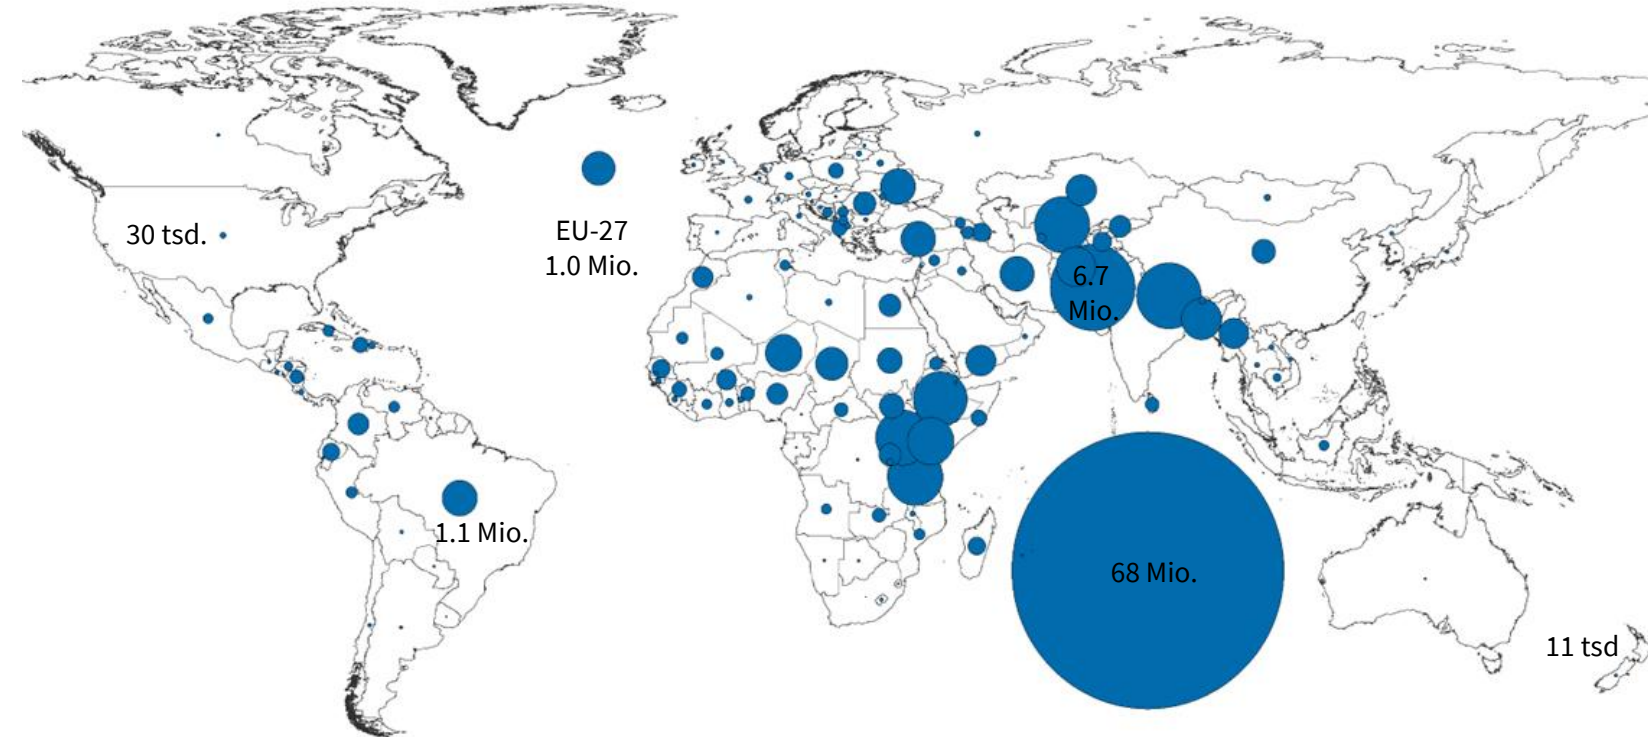 30 tsd.
EU-27
1.0 Mio.
6.7
Mio.
1.1 Mio.
68 Mio.
11 tsd